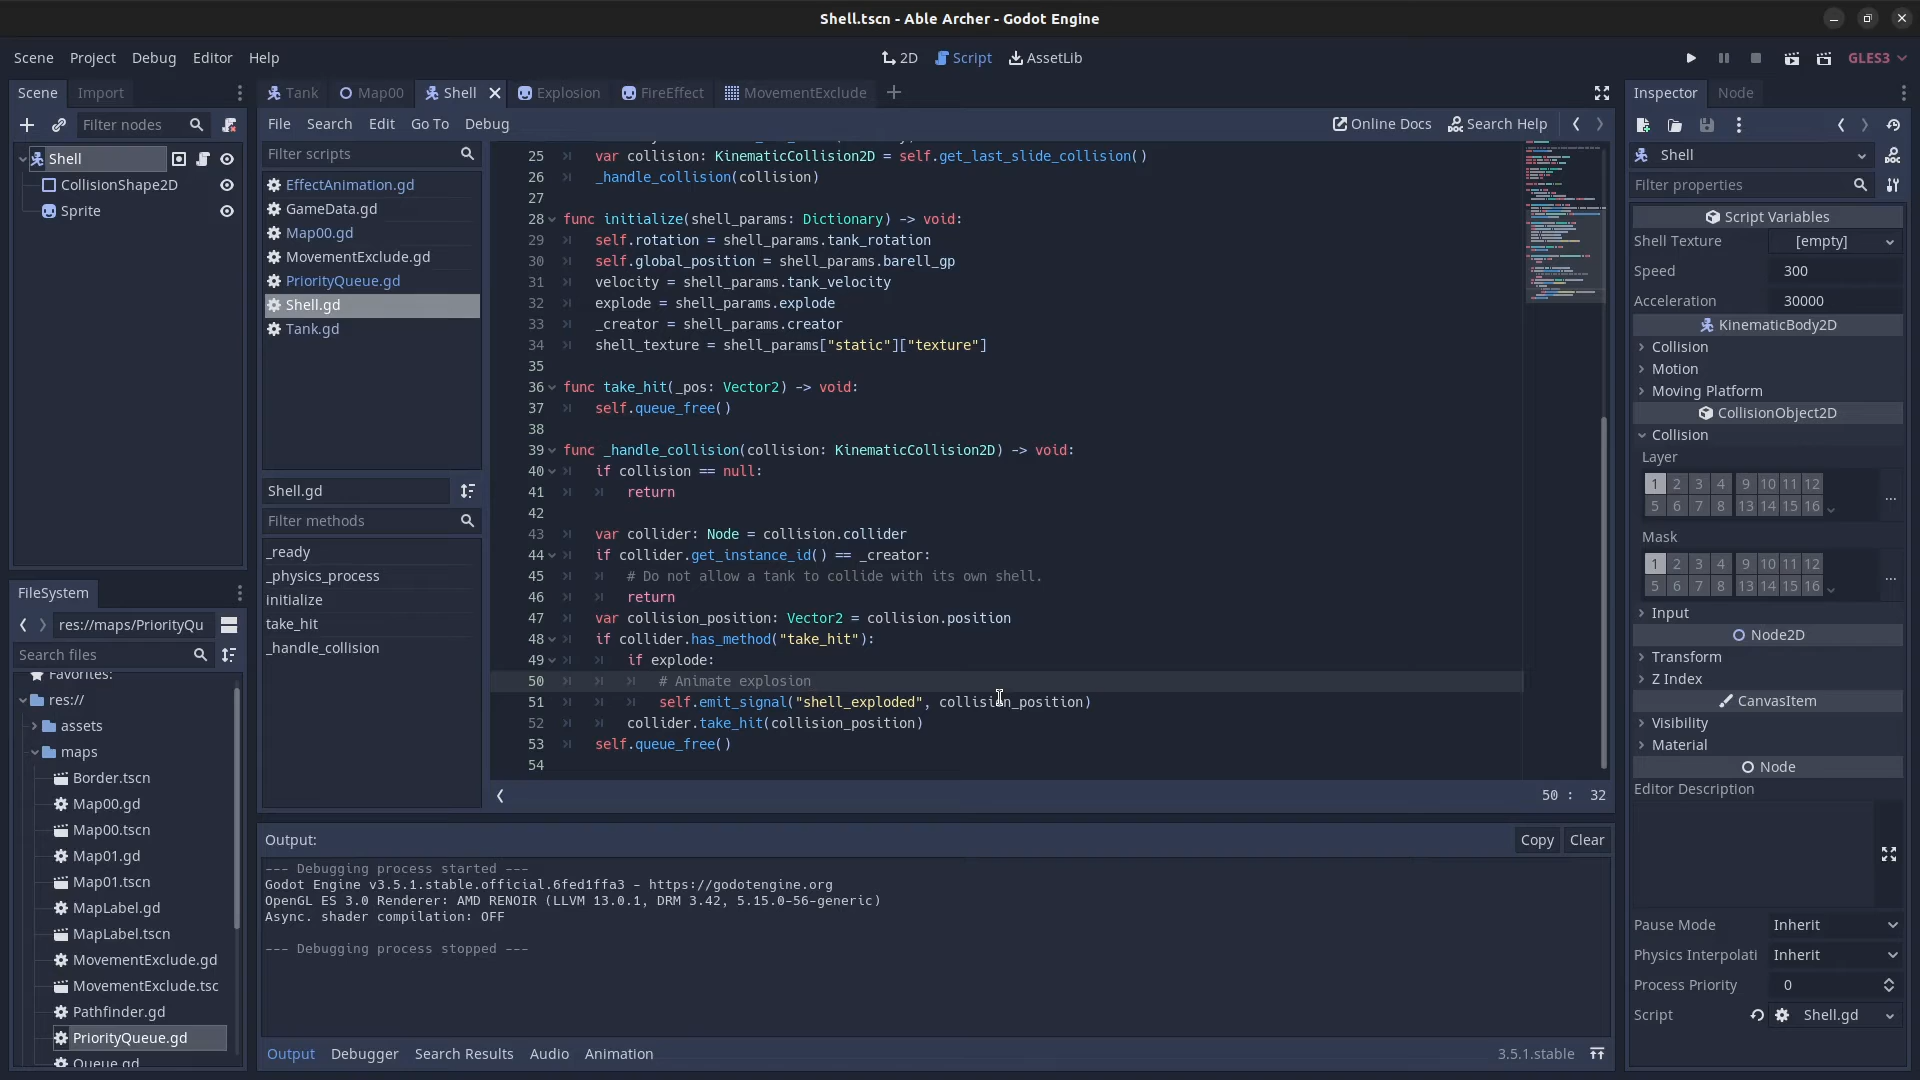 Shell.tscn - Able Archer - Godot Engine
Scene Project Debug Editor Help
2D Script AssetLib
GLES3
Scene Import
Filter nodes
Shell
CollisionShape2D
Sprite
FileSystem
res://maps/PriorityQu
Search files
Favorites:
res://
assets
maps
Border.tscn
Map00.gd
Map00.tscn
Map01.gd
Map01.tscn
MapLabel.gd
MapLabel.tscn
MovementExclude.gd
MovementExclude.tsc
Pathfinder.gd
PriorityQueue.gd
Queue.gd
Tank Map00 Shell Explosion FireEffect MovementExclude
File Search Edit Go To Debug
Online Docs Search Help
Filter scripts
EffectAnimation.gd
GameData.gd
Map00.gd
MovementExclude.gd
PriorityQueue.gd
Shell.gd
Tank.gd
Shell.gd
Filter methods
_ready
_physics_process
initialize
take_hit
_handle_collision
25 var collision: KinematicCollision2D = self.get_last_slide_collision()
26 _handle_collision(collision)
27
28 func initialize(shell_params: Dictionary) -> void:
29 self.rotation = shell_params.tank_rotation
30 self.global_position = shell_params.barell_gp
31 velocity = shell_params.tank_velocity
32 explode = shell_params.explode
33 _creator = shell_params.creator
34 shell_texture = shell_params["static"]["texture"]
35
36 func take_hit(_pos: Vector2) -> void:
37 self.queue_free()
38
39 func _handle_collision(collision: KinematicCollision2D) -> void:
40 if collision == null:
41 return
42
43 var collider: Node = collision.collider
44 if collider.get_instance_id() == _creator:
45 # Do not allow a tank to collide with its own shell.
46 return
47 var collision_position: Vector2 = collision.position
48 if collider.has_method("take_hit"):
49 if explode:
50 # Animate explosion
51 self.emit_signal("shell_exploded", collision_position)
52 collider.take_hit(collision_position)
53 self.queue_free()
54
50 : 32
Output:
Copy Clear
--- Debugging process started ---
Godot Engine v3.5.1.stable.official.6fed1ffa3 - https://godotengine.org
OpenGL ES 3.0 Renderer: AMD RENOIR (LLVM 13.0.1, DRM 3.42, 5.15.0-56-generic)
Async. shader compilation: OFF
--- Debugging process stopped ---
Output Debugger Search Results Audio Animation
3.5.1.stable
Inspector Node
Shell
Filter properties
Script Variables
Shell Texture [empty]
Speed 300
Acceleration 30000
KinematicBody2D
Collision
Motion
Moving Platform
CollisionObject2D
Collision
Layer
1 2 3 4 9 10 11 12
5 6 7 8 13 14 15 16
...
Mask
1 2 3 4 9 10 11 12
5 6 7 8 13 14 15 16
...
Input
Node2D
Transform
Z Index
CanvasItem
Visibility
Material
Node
Editor Description
Pause Mode Inherit
Physics Interpolati Inherit
Process Priority 0
Script Shell.gd